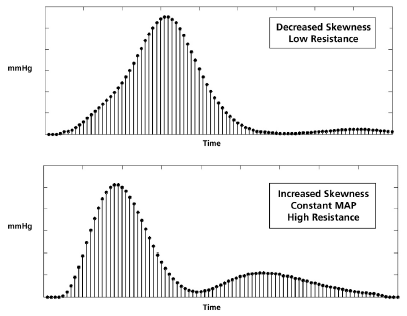 Decreased Skewness
Low Resistance
mmHg
Time
Increased Skewness
Constant MAP
High Resistance
mmHg
Time